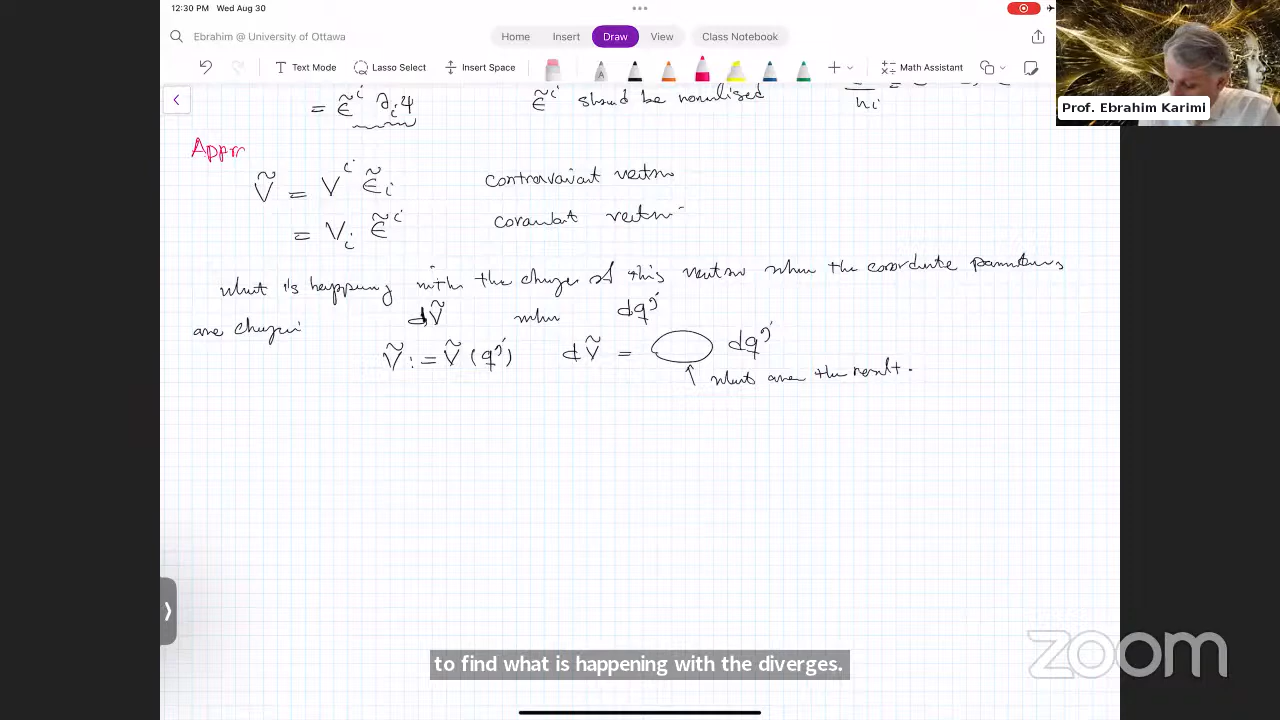 12:30 PM Wed Aug 30
Ebrahim @ University of Ottawa Home Insert Draw View Class Notebook
Text Mode Lasso Select Insert Space Math Assistant
Prof. Ebrahim Karimi
= ε̃^i ∂_i ψ ε̃^i should be normalised
Appr
Ṽ = V^i ε̃_i contravariant vector
= V_i ε̃^i covariant vector
what is happening with the change of this vector when the coordinate parameters
are changing dṼ when dq^j
Ṽ := Ṽ(q^j) dṼ = dq^j
↑ what are the result.
zoom
to find what is happening with the diverges.